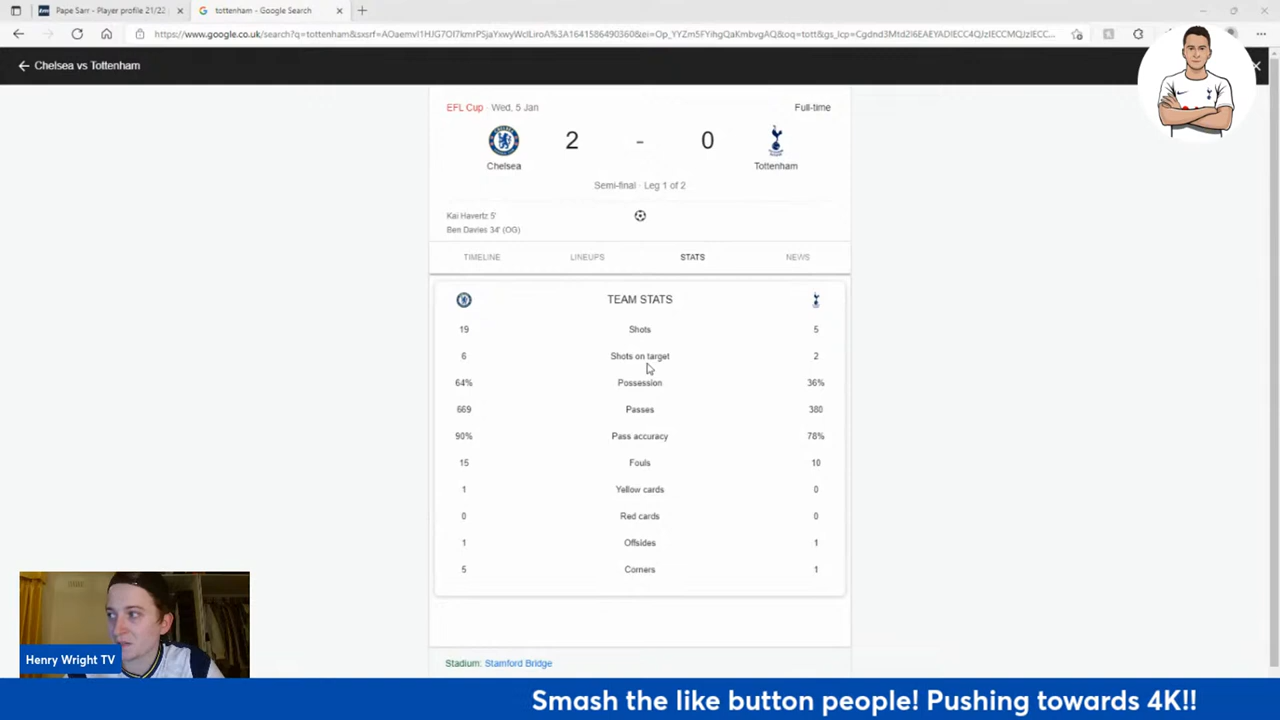 Pape Sarr - Player profile 21/22
tottenham - Google Search
Chelsea vs Tottenham
EFL Cup · Wed, 5 Jan
Full-time
2 - 0
Chelsea
Tottenham
Semi-final · Leg 1 of 2
Kai Havertz 5'
Ben Davies 34' (OG)
TIMELINE LINEUPS STATS NEWS
TEAM STATS
19 Shots 5
6 Shots on target 2
64% Possession 36%
669 Passes 380
90% Pass accuracy 78%
15 Fouls 10
1 Yellow cards 0
0 Red cards 0
1 Offsides 1
5 Corners 1
Stadium: Stamford Bridge
Henry Wright TV
Smash the like button people! Pushing towards 4K!!